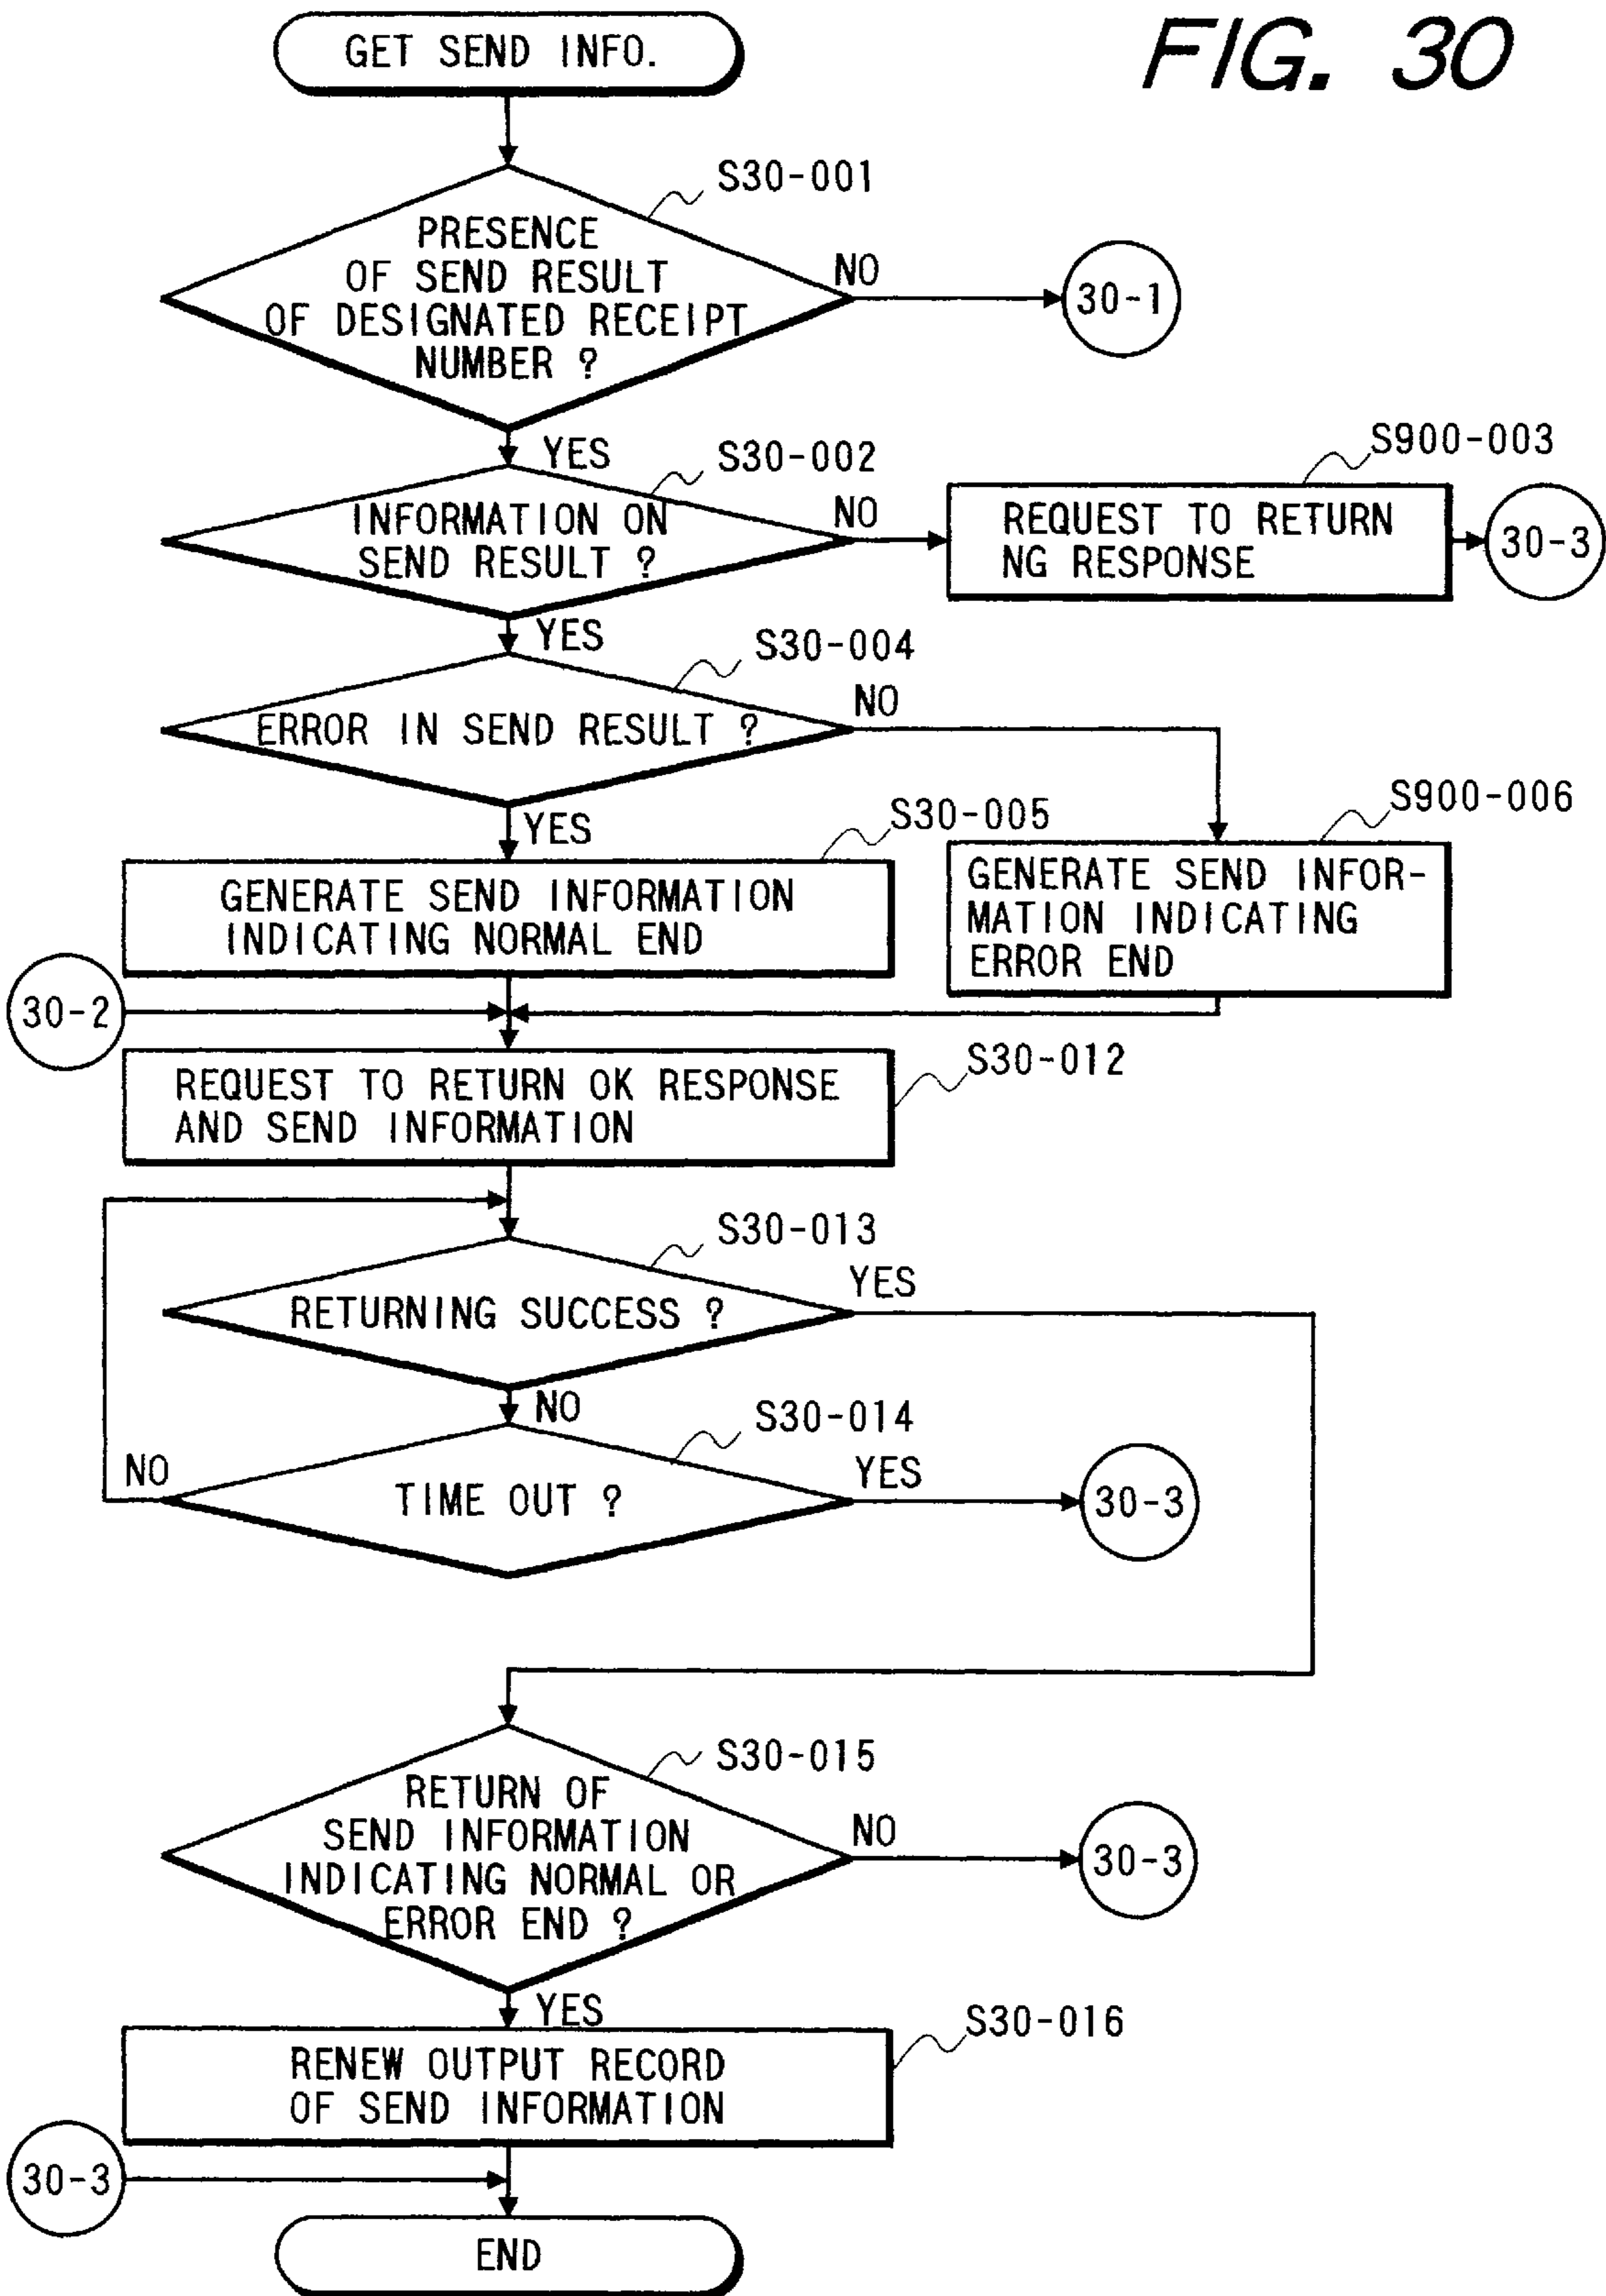 FIG. 30
GET SEND INFO.
S30-001
PRESENCE
OF SEND RESULT
OF DESIGNATED RECEIPT
NUMBER ?
NO
30-1
YES
S30-002
INFORMATION ON
SEND RESULT ?
NO
S900-003
REQUEST TO RETURN
NG RESPONSE
30-3
YES
S30-004
ERROR IN SEND RESULT ?
NO
YES
S30-005
GENERATE SEND INFORMATION
INDICATING NORMAL END
S900-006
GENERATE SEND INFOR-
MATION INDICATING
ERROR END
30-2
S30-012
REQUEST TO RETURN OK RESPONSE
AND SEND INFORMATION
S30-013
RETURNING SUCCESS ?
YES
NO
S30-014
TIME OUT ?
NO
YES
30-3
S30-015
RETURN OF
SEND INFORMATION
INDICATING NORMAL OR
ERROR END ?
NO
30-3
YES
S30-016
RENEW OUTPUT RECORD
OF SEND INFORMATION
30-3
END